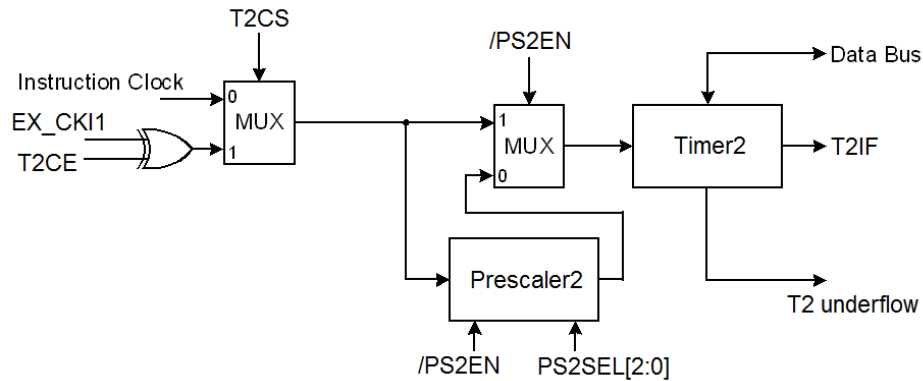 T2CS
/PS2EN
Data Bus
Instruction Clock
0
1
MUX
EX_CKI1
MUX
Timer2
T2IF
T2CE
1
0
Prescaler2
T2 underflow
/PS2EN
PS2SEL[2:0]